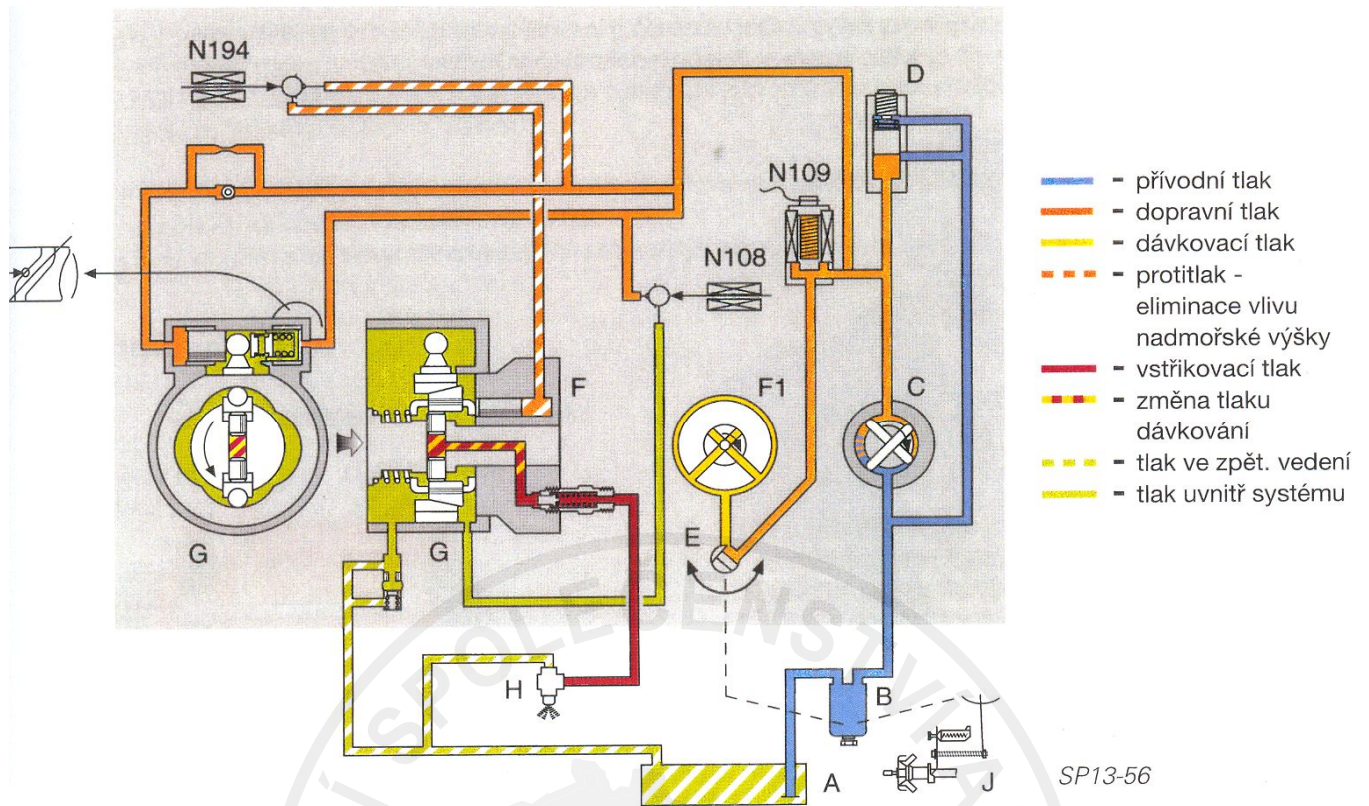 N194
D
N109
N108
F
F1
C
G
G
E
H
B
A
J
SP13-56
- přívodní tlak
- dopravní tlak
- dávkovací tlak
- protitlak -
eliminace vlivu
nadmořské výšky
- vstřikovací tlak
- změna tlaku
dávkování
- tlak ve zpět. vedení
- tlak uvnitř systému
Í SPOLEČENSTVÍ A